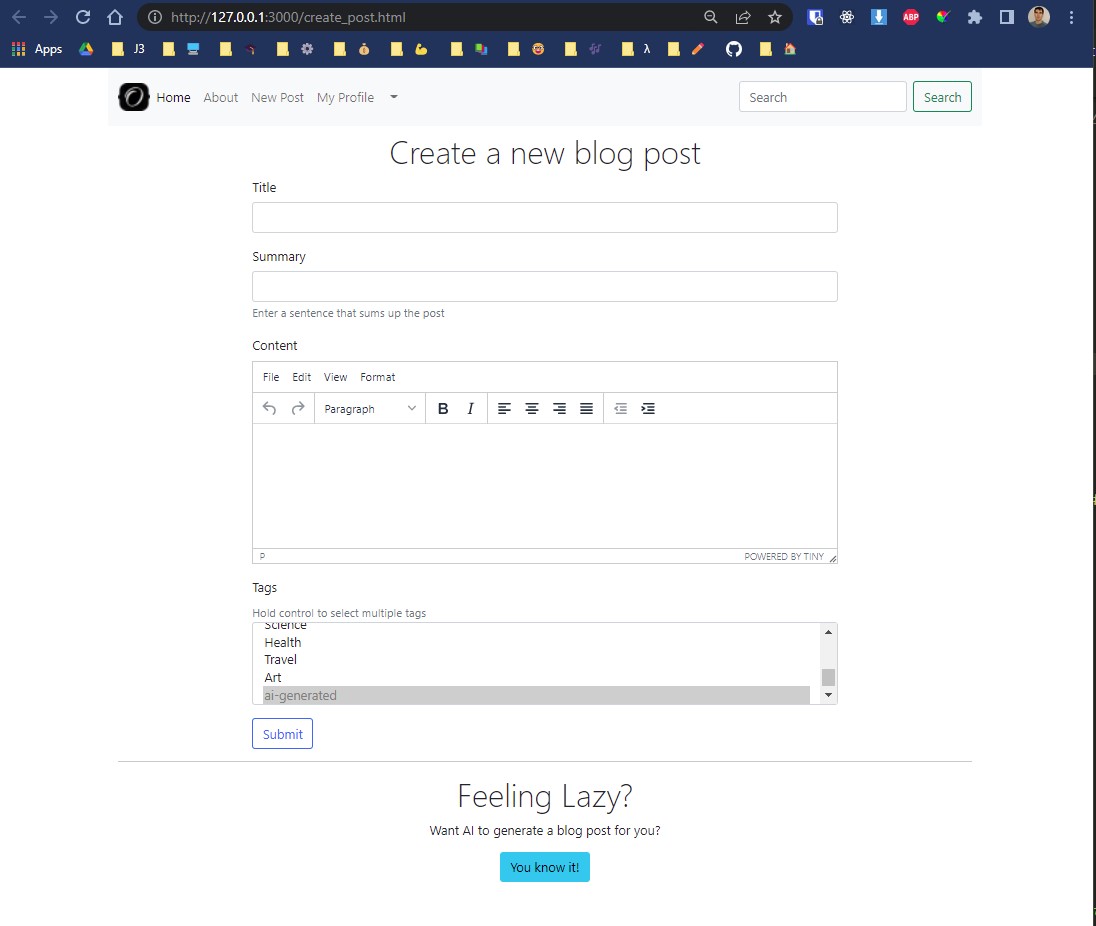 http://127.0.0.1:3000/create_post.html
ABP
Apps J3 λ
Home About New Post My Profile Search Search
Create a new blog post
Title
Summary
Enter a sentence that sums up the post
Content
File Edit View Format
Paragraph B I
P POWERED BY TINY
Tags
Hold control to select multiple tags
Science
Health
Travel
Art
ai-generated
Submit
Feeling Lazy?
Want AI to generate a blog post for you?
You know it!